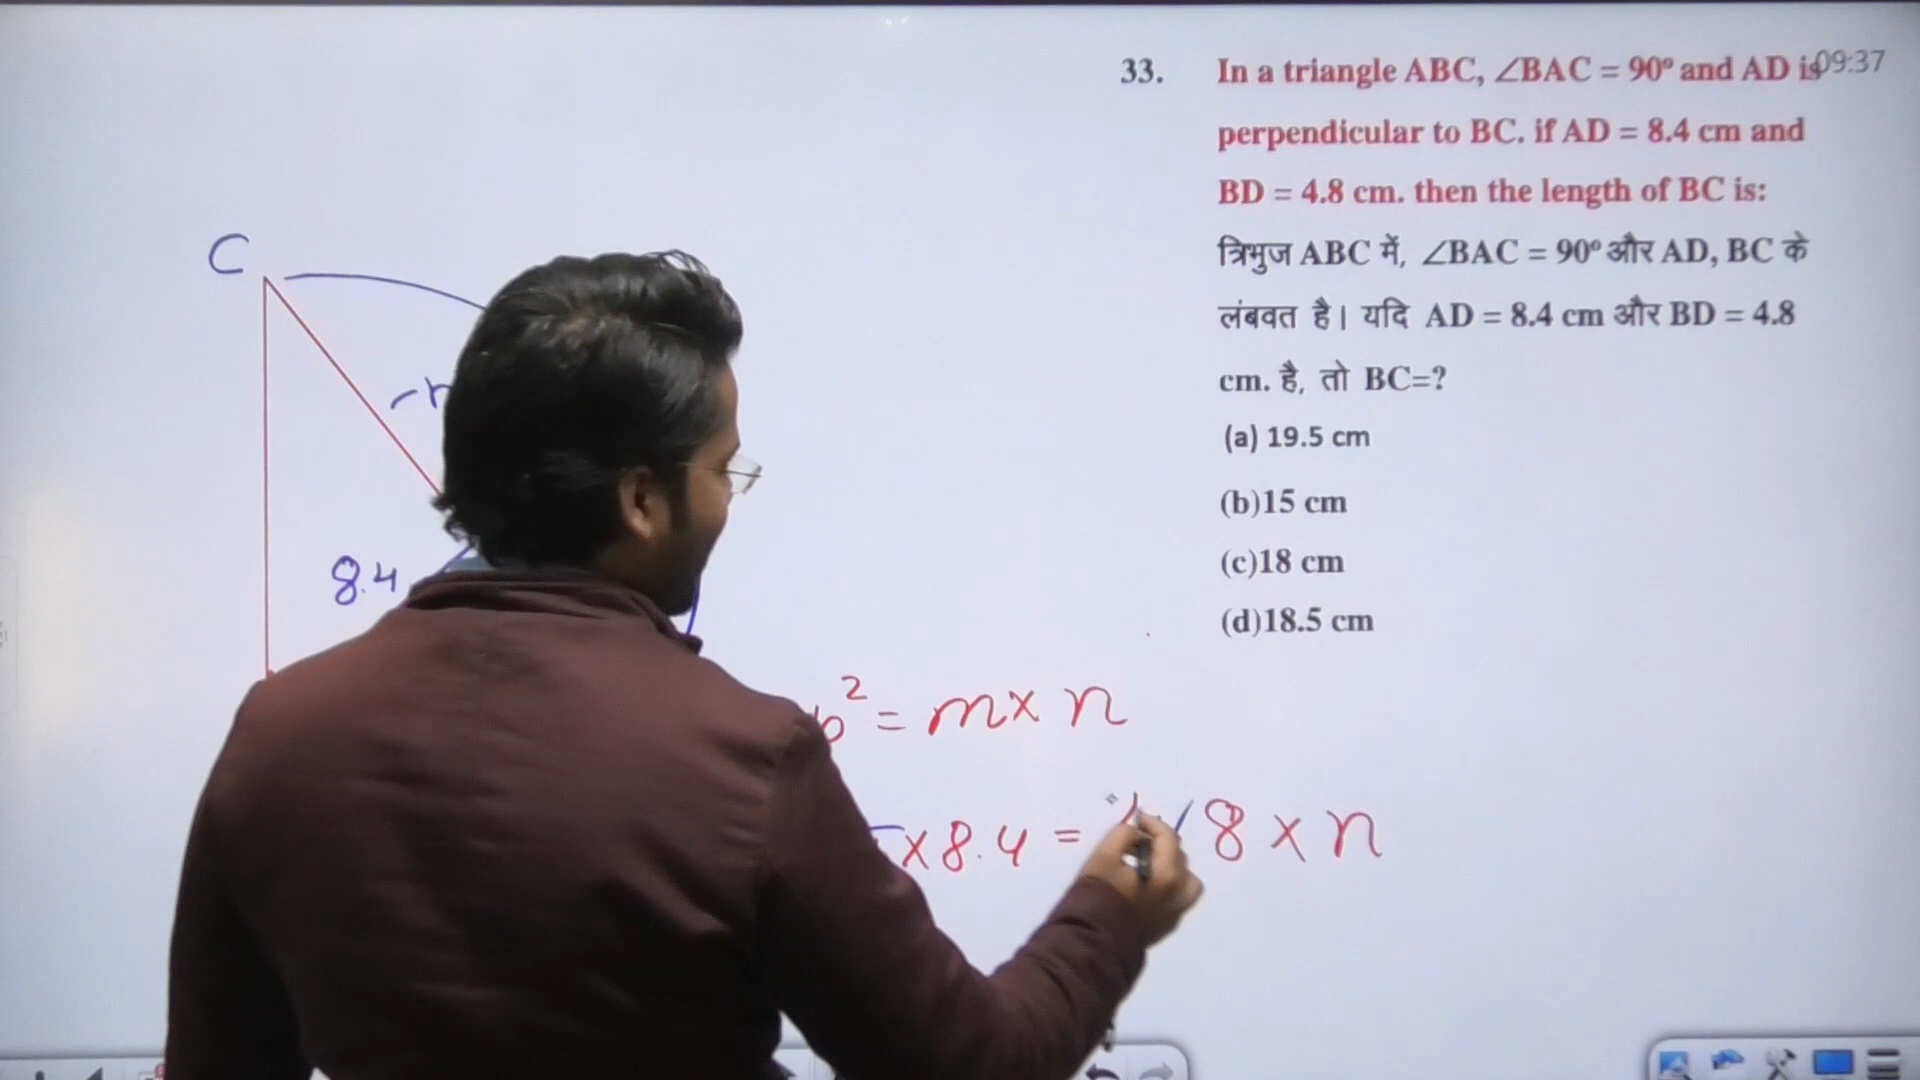 33. In a triangle ABC, ∠BAC = 90° and AD is
09:37
perpendicular to BC. if AD = 8.4 cm and
BD = 4.8 cm. then the length of BC is:
त्रिभुज ABC में, ∠BAC = 90° और AD, BC के
लंबवत है। यदि AD = 8.4 cm और BD = 4.8
cm. है, तो BC=?
(a) 19.5 cm
(b)15 cm
(c)18 cm
(d)18.5 cm
C
8.4
² = m× n
× 8.4 = 8 × n